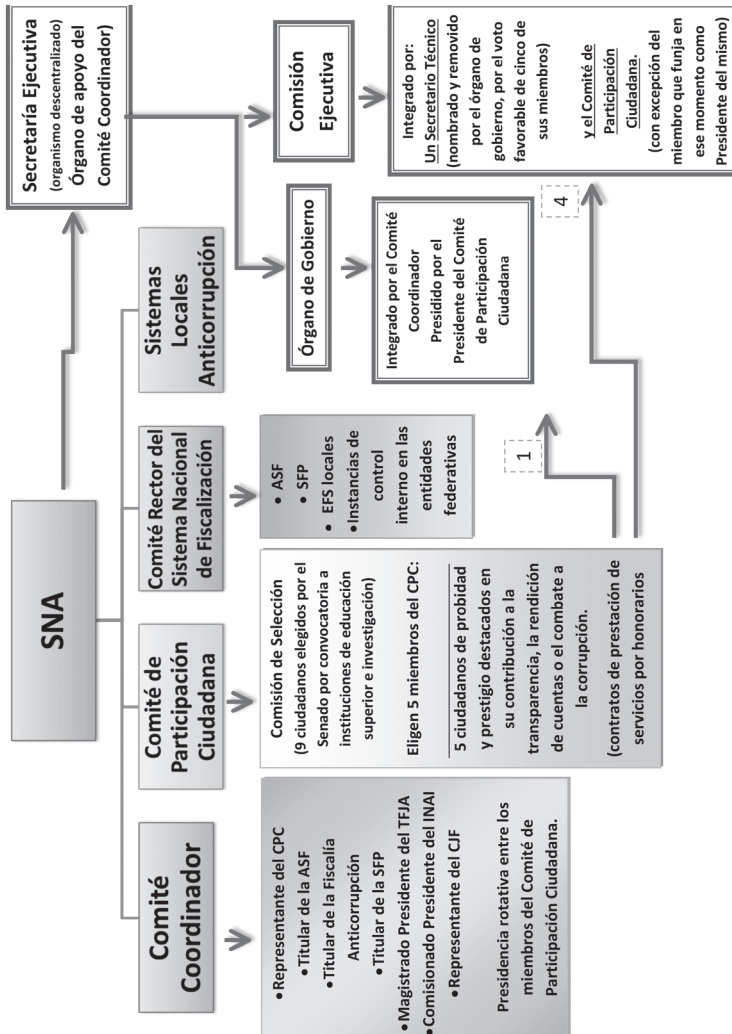 SNA
Comité
Coordinador
• Representante del CPC
• Titular de la ASF
• Titular de la Fiscalía
Anticorrupción
• Titular de la SFP
• Magistrado Presidente del TFJA
• Comisionado Presidente del INAI
• Representante del CJF
Presidencia rotativa entre los
miembros del Comité de
Participación Ciudadana.
Comité de
Participación
Ciudadana
Comisión de Selección
(9 ciudadanos elegidos por el
Senado por convocatoria a
instituciones de educación
superior e investigación)
Eligen 5 miembros del CPC:
5 ciudadanos de probidad
y prestigio destacados en
su contribución a la
transparencia, la rendición
de cuentas o el combate a
la corrupción.
(contratos de prestación de
servicios por honorarios
Comité Rector del
Sistema Nacional
de Fiscalización
• ASF
• SFP
• EFS locales
• Instancias de
control
interno en las
entidades
federativas
Sistemas
Locales
Anticorrupción
Secretaría Ejecutiva
(organismo descentralizado)
Órgano de apoyo del
Comité Coordinador
Órgano de Gobierno
Integrado por el Comité
Coordinador
Presidido por el
Presidente del Comité
de Participación
Ciudadana
Comisión
Ejecutiva
Integrado por:
Un Secretario Técnico
(nombrado y removido
por el órgano de
gobierno, por el voto
favorable de cinco de
sus miembros)
y el Comité de
Participación
Ciudadana.
(con excepción del
miembro que funja en
ese momento como
Presidente del mismo)
1
4